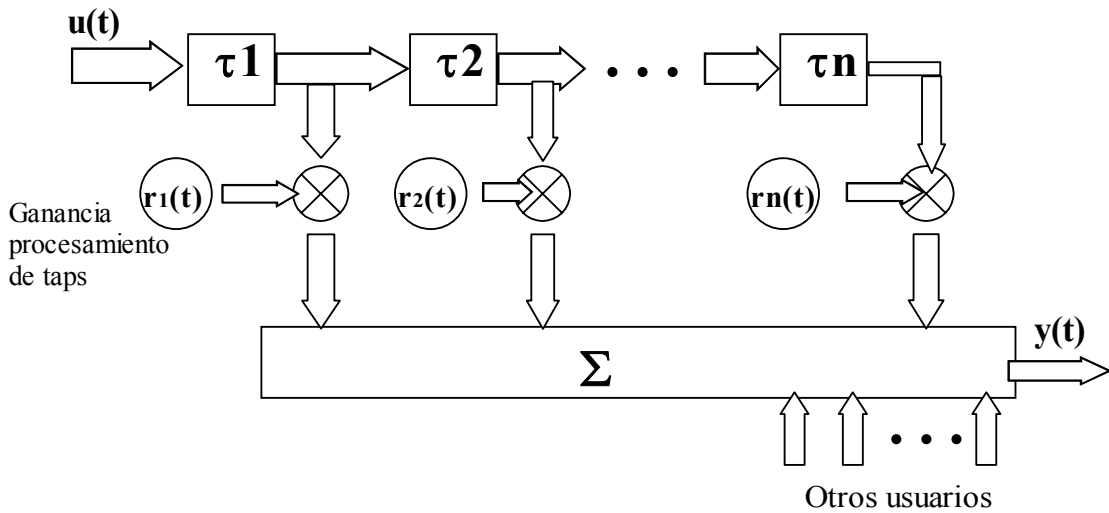 u(t)
τ1
τ2
• • •
τn
r1(t)
r2(t)
rn(t)
Ganancia
procesamiento
de taps
Σ
y(t)
• • •
Otros usuarios